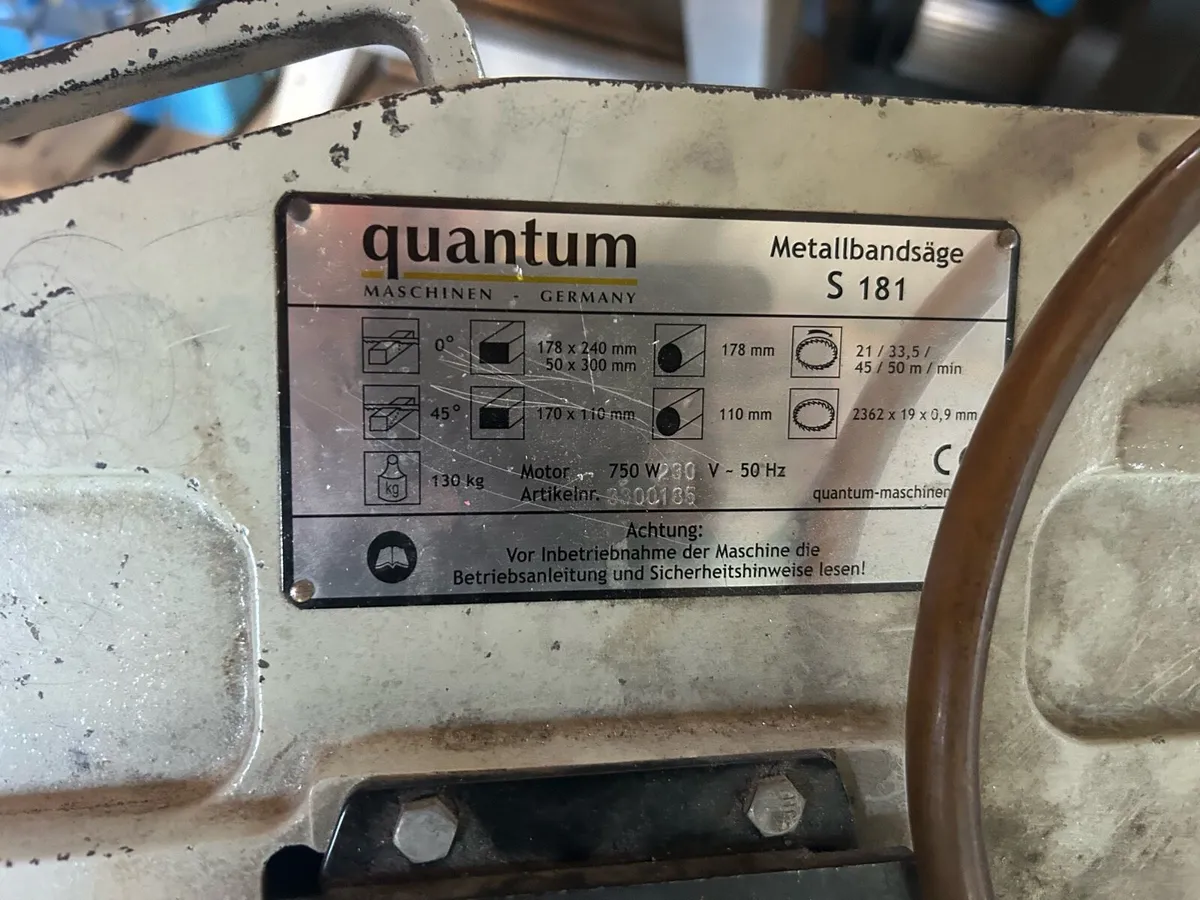 quantum
MASCHINEN GERMANY
Metallbandsäge
S 181
0° 178 x 240 mm 178 mm 21 / 33,5 /
50 x 300 mm 45 / 50 m / min
45° 170 x 110 mm 110 mm 2362 x 19 x 0,9 mm
kg 130 kg Motor 750 W 230 V ~ 50 Hz
Artikelnr. 3300185 quantum-maschinen
Achtung:
Vor Inbetriebnahme der Maschine die
Betriebsanleitung und Sicherheitshinweise lesen!